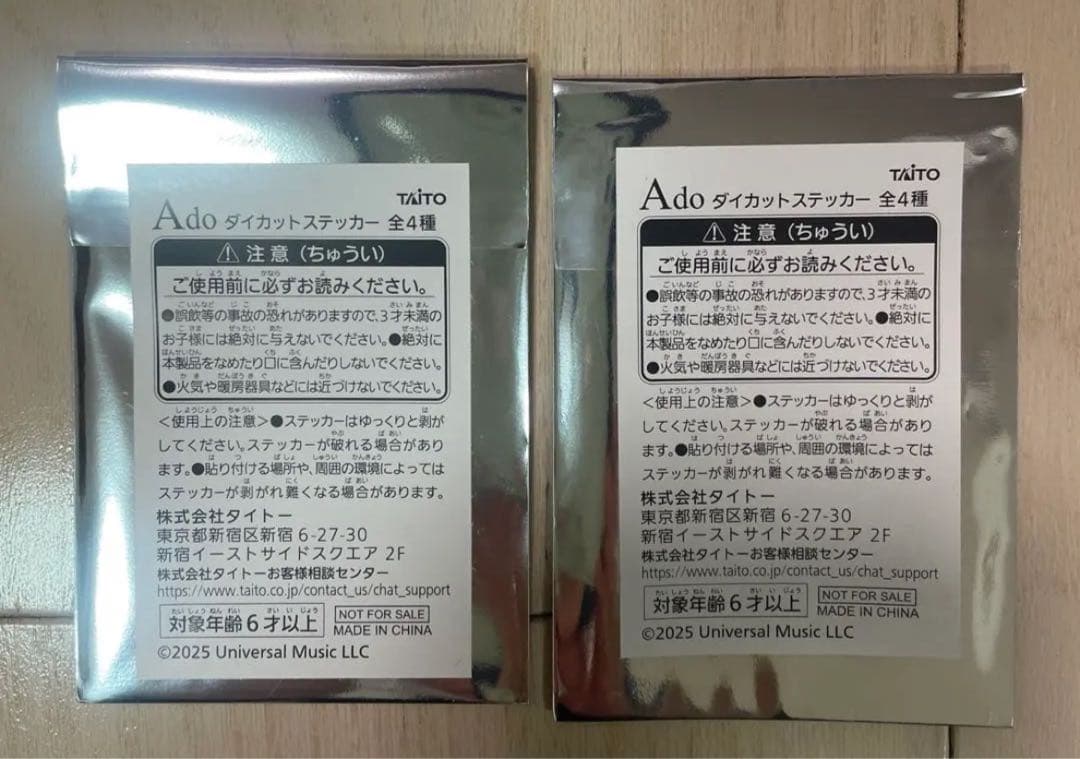 TAITO
Ado ダイカットステッカー 全4種
⚠ 注意（ちゅうい）
ご使用前に必ずお読みください。
●誤飲等の事故の恐れがありますので、3才未満の
お子様には絶対に与えないでください。●絶対に
本製品をなめたり口に含んだりしないでください。
●火気や暖房器具などには近づけないでください。
＜使用上の注意＞●ステッカーはゆっくりと剥が
してください。ステッカーが破れる場合があり
ます。●貼り付ける場所や、周囲の環境によっては
ステッカーが剥がれ難くなる場合があります。
株式会社タイトー
東京都新宿区新宿 6-27-30
新宿イーストサイドスクエア 2F
株式会社タイトーお客様相談センター
https://www.taito.co.jp/contact_us/chat_support
対象年齢6才以上 NOT FOR SALE
MADE IN CHINA
©2025 Universal Music LLC
TAITO
Ado ダイカットステッカー 全4種
⚠ 注意（ちゅうい）
ご使用前に必ずお読みください。
●誤飲等の事故の恐れがありますので、3才未満の
お子様には絶対に与えないでください。●絶対に
本製品をなめたり口に含んだりしないでください。
●火気や暖房器具などには近づけないでください。
＜使用上の注意＞●ステッカーはゆっくりと剥が
してください。ステッカーが破れる場合があり
ます。●貼り付ける場所や、周囲の環境によっては
ステッカーが剥がれ難くなる場合があります。
株式会社タイトー
東京都新宿区新宿 6-27-30
新宿イーストサイドスクエア 2F
株式会社タイトーお客様相談センター
https://www.taito.co.jp/contact_us/chat_support
対象年齢6才以上 NOT FOR SALE
MADE IN CHINA
©2025 Universal Music LLC